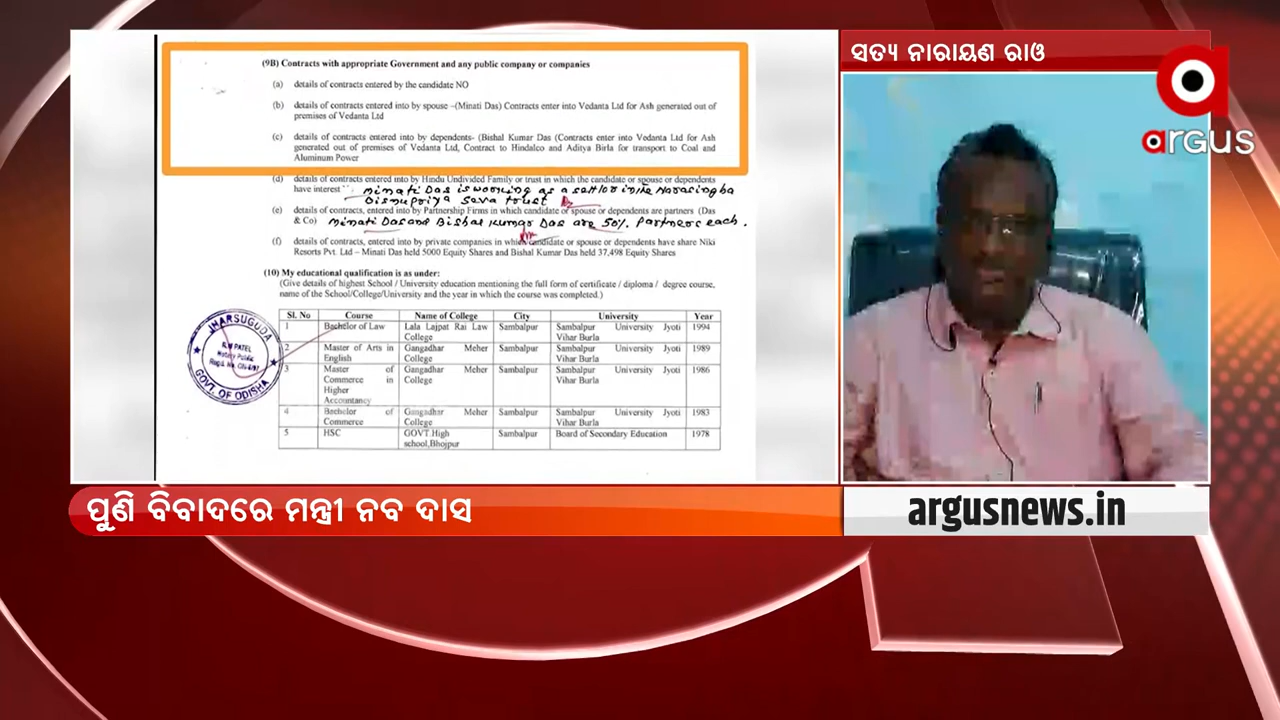 (9B) Contracts with appropriate Government and any public company or companies
(a) details of contracts entered by the candidate NO
(b) details of contracts entered into by spouse –(Minati Das) Contracts enter into Vedanta Ltd for Ash generated out of
premises of Vedanta Ltd
(c) details of contracts entered into by dependents- (Bishal Kumar Das (Contracts enter into Vedanta Ltd for Ash
generated out of premises of Vedanta Ltd, Contract to Hindalco and Aditya Birla for transport to Coal and
Aluminum Power
(d) details of contracts entered into by Hindu Undivided Family or trust in which the candidate or spouse or dependents
have interest minati Das is working as a settlor in the Narasingha
Bisnupriya Seva trust
(e) details of contracts, entered into by Partnership Firms in which candidate or spouse or dependents are partners (Das
& Co) minati Das and Bishal kumar Das are 50% Partners each.
(f) details of contracts, entered into by private companies in which candidate or spouse or dependents have share Niki
Resorts Pvt. Ltd – Minati Das held 5000 Equity Shares and Bishal Kumar Das held 37,498 Equity Shares
(10) My educational qualification is as under:
(Give details of highest School / University education mentioning the full form of certificate / diploma / degree course,
name of the School/College/University and the year in which the course was completed.)
Sl. No Course Name of College City University Year
1 Bachelor of Law Lala Lajpat Rai Law Sambalpur Sambalpur University Jyoti 1994
College Vihar Burla
2 Master of Arts in Gangadhar Meher Sambalpur Sambalpur University Jyoti 1989
English College Vihar Burla
3 Master of Gangadhar Meher Sambalpur Sambalpur University Jyoti 1986
Commerce in College Vihar Burla
Higher
Accountancy
4 Bachelor of Gangadhar Meher Sambalpur Sambalpur University Jyoti 1983
Commerce College Vihar Burla
5 HSC GOVT High Sambalpur Board of Secondary Education 1978
school,Bhojpur
JHARSUGUDA
PATEL
Notary Public
GOVT. OF ODISHA
ସତ୍ୟ ନାରାୟଣ ରାଓ
argus
ପୁଣି ବିବାଦରେ ମନ୍ତ୍ରୀ ନବ ଦାସ
argusnews.in